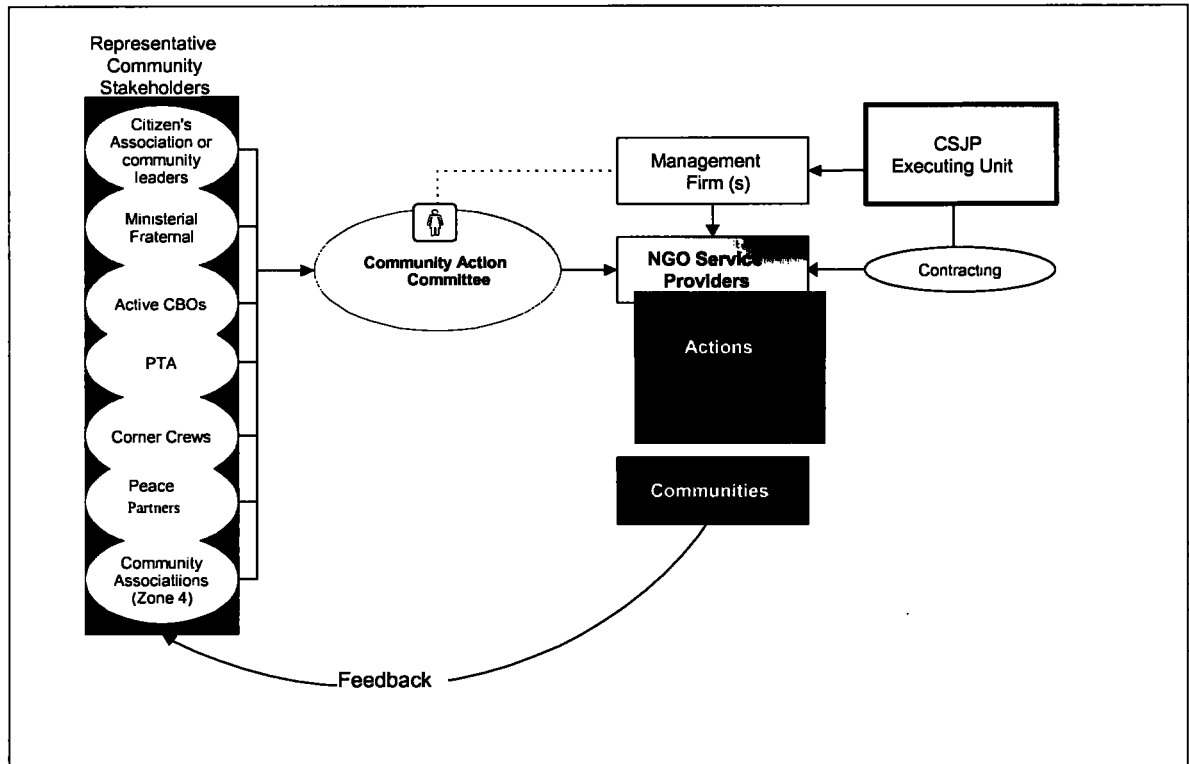 Representative
Community
Stakeholders
Citizen's
Association or
community
leaders
Ministerial
Fraternal
Active CBOs
PTA
Corner Crews
Peace
Partners
Community
Associatiions
(Zone 4)
Community Action
Committee
Management
Firm (s)
CSJP
Executing Unit
NGO Service
Providers
Contracting
Actions
Communities
Feedback